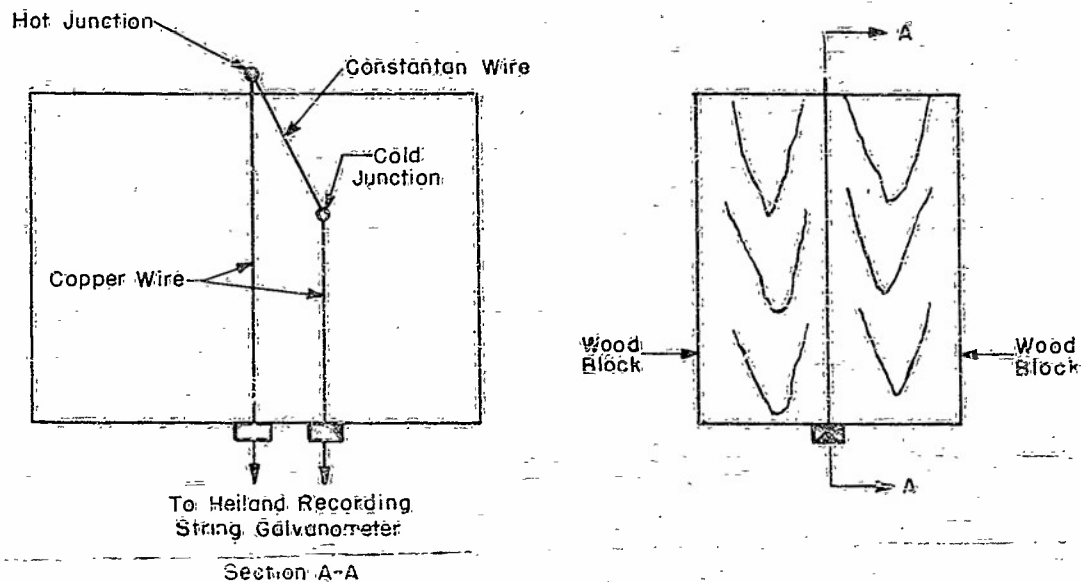 Hot Junction
Constantan Wire
Cold
Junction
Copper Wire
To Heiland Recording
String Galvanometer
Section A-A
A
Wood
Block
Wood
Block
A